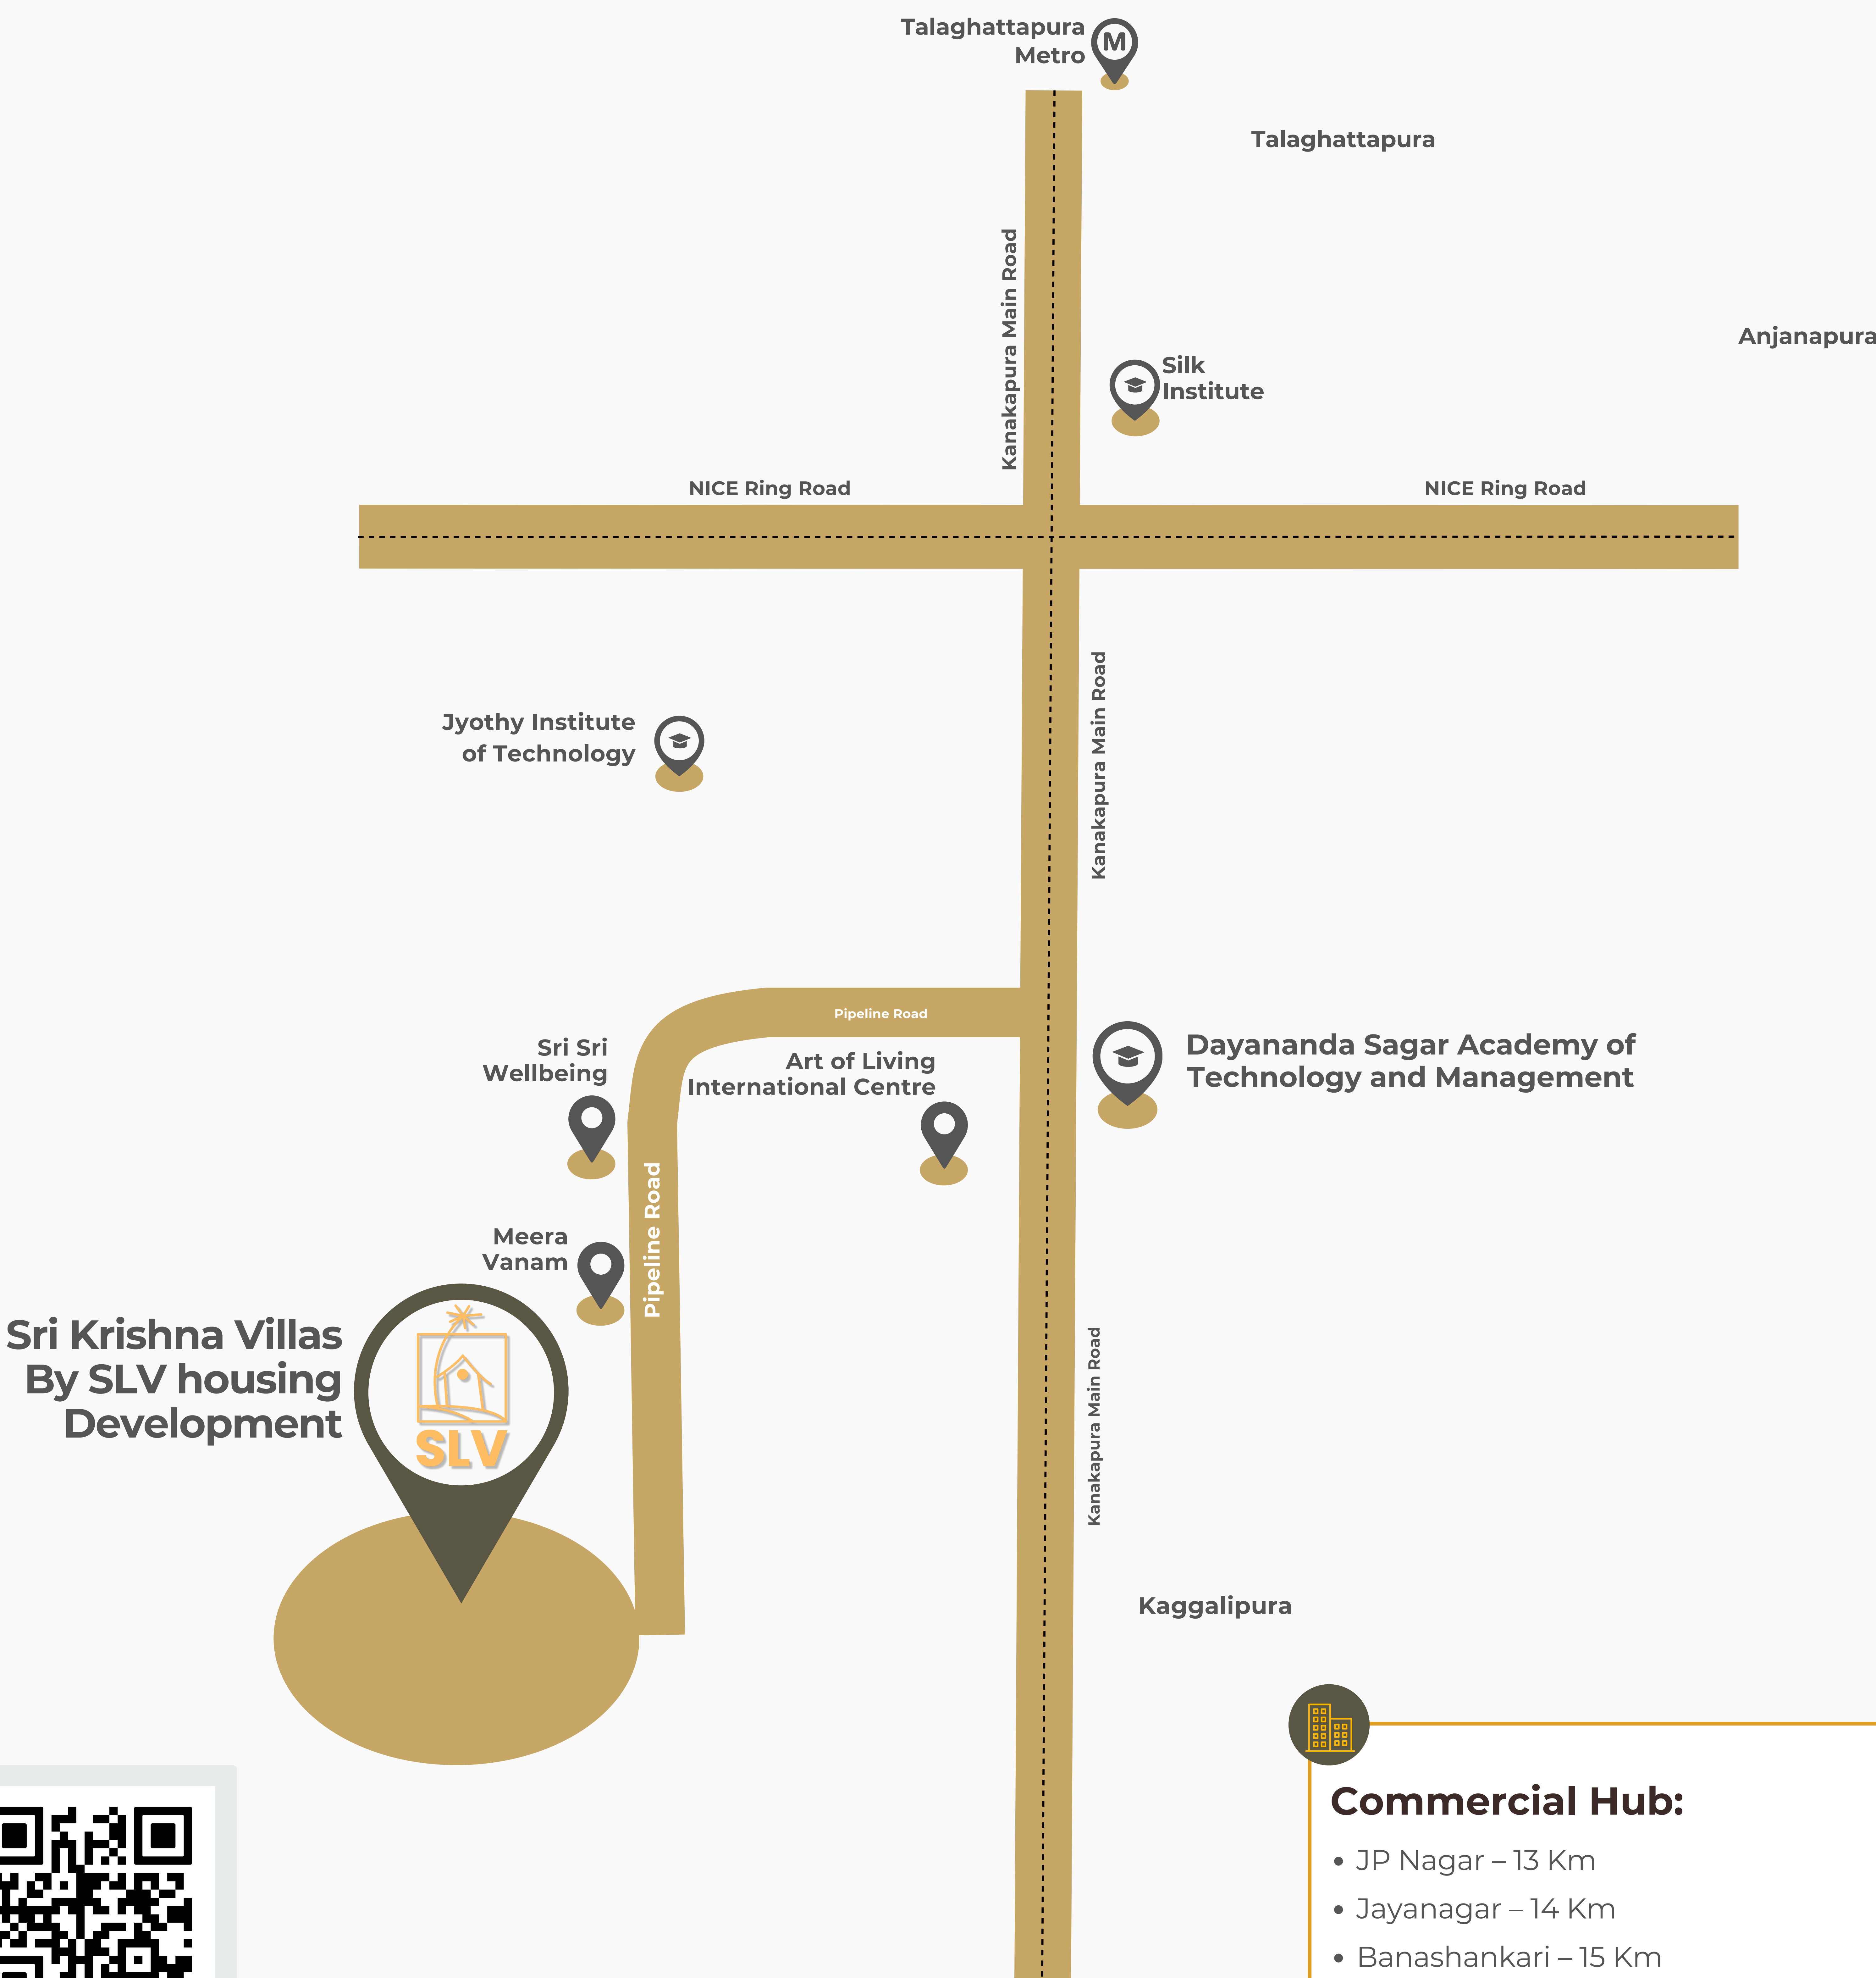 Talaghattapura
Metro
M
Talaghattapura
Kanakapura Main Road
Anjanapura
Silk
Institute
NICE Ring Road
NICE Ring Road
Kanakapura Main Road
Jyothy Institute
of Technology
Pipeline Road
Sri Sri
Wellbeing
Art of Living
International Centre
Dayananda Sagar Academy of
Technology and Management
Pipeline Road
Meera
Vanam
Sri Krishna Villas
By SLV housing
Development
SLV
Kanakapura Main Road
Kaggalipura
Commercial Hub:
• JP Nagar – 13 Km
• Jayanagar – 14 Km
• Banashankari – 15 Km